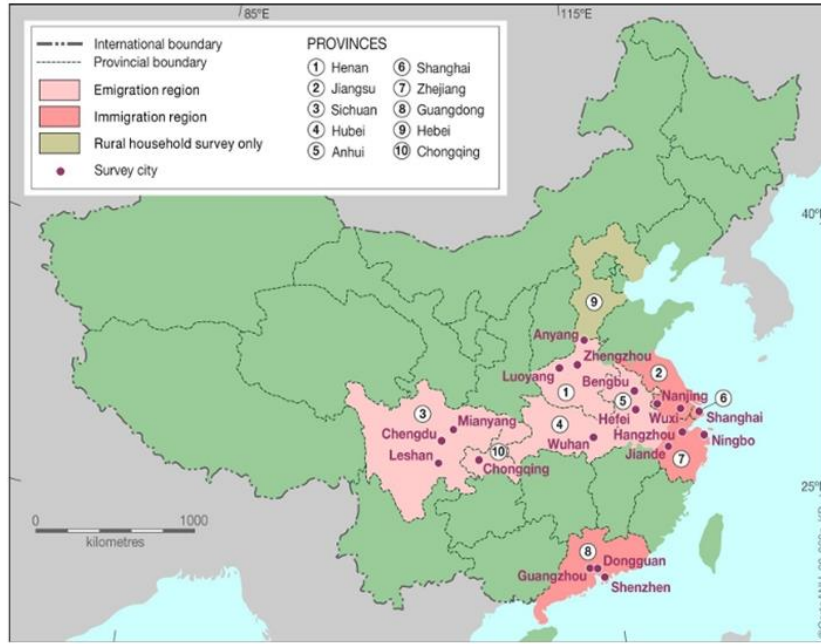 85°E
115°E
International boundary
Provincial boundary
Emigration region
Immigration region
Rural household survey only
Survey city
PROVINCES
1 Henan
2 Jiangsu
3 Sichuan
4 Hubei
5 Anhui
6 Shanghai
7 Zhejiang
8 Guangdong
9 Hebei
10 Chongqing
40°N
9
Anyang
Zhengzhou
Luoyang
Bengbu
2
1
Nanjing
6
3
Mianyang
5
Hefei
Wuxi
Shanghai
4
Chengdu
Hangzhou
Ningbo
10
Wuhan
Leshan
Chongqing
Jiande
7
25°N
0
1000
kilometres
8
Dongguan
Guangzhou
Shenzhen